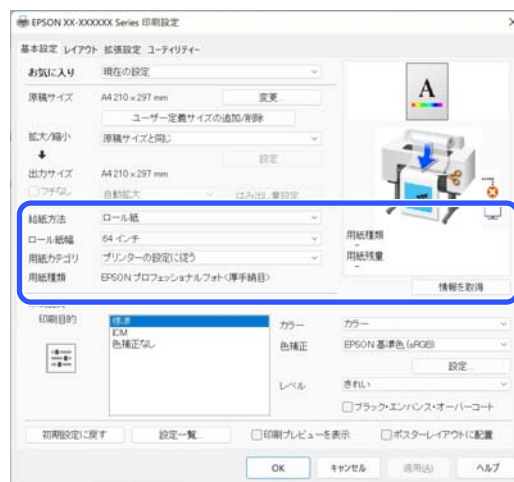 EPSON XX-XXXXXX Series 印刷設定
基本設定 レイアウト 拡張設定 ユーティリティー
お気に入り 現在の設定
原稿サイズ A4 210 x 297 mm 変更...
ユーザー定義サイズの追加/削除
拡大/縮小 原稿サイズと同じ
設定...
出力サイズ A4 210 x 297 mm
フチなし 自動拡大 はみ出し量設定
A
給紙方法 ロール紙
ロール紙幅 64 インチ
用紙カテゴリ プリンターの設定に従う
用紙種類 EPSON プロフェッショナルフォト<厚手絹目>
用紙種類
-
用紙残量
-
情報を取得
印刷目的 標準
ICM
色補正なし
カラー カラー
色補正 EPSON 基準色 (sRGB)
設定...
レベル きれい
ブラック・エンハンス・オーバーコート
初期設定に戻す 設定一覧... 印刷プレビューを表示 ポスターレイアウトに配置
OK キャンセル 適用(A) ヘルプ